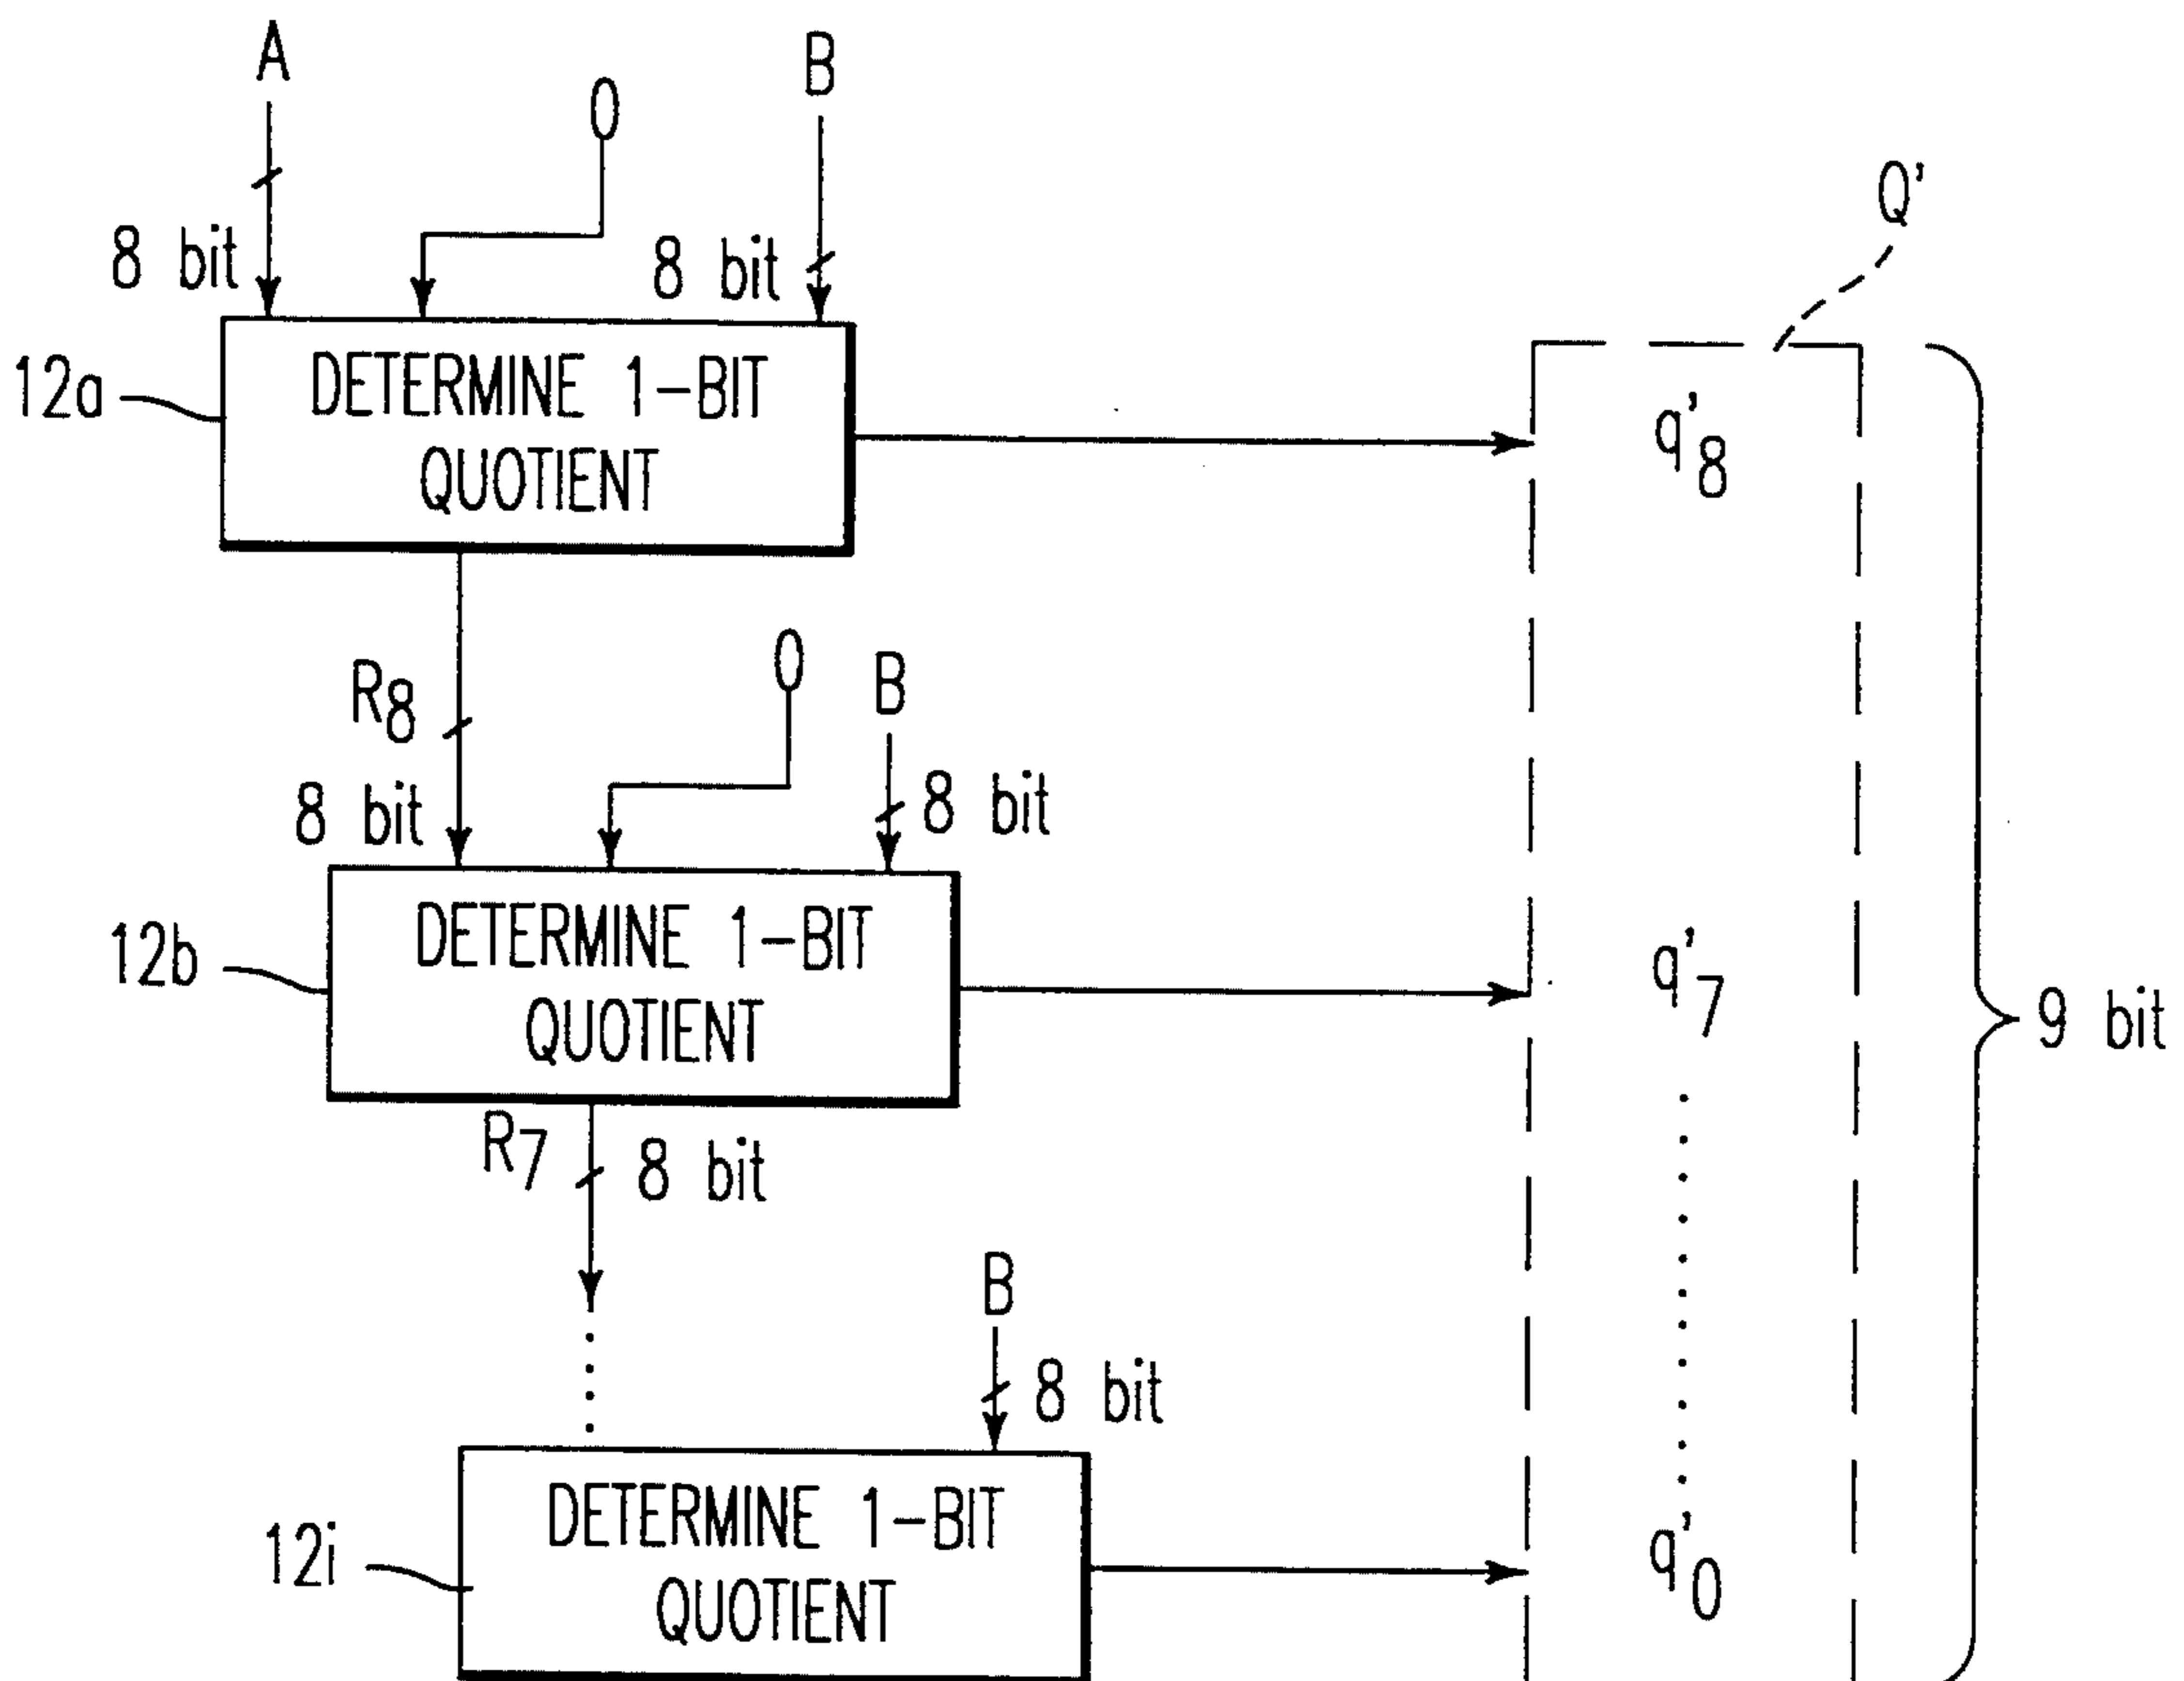 A
0
B
8 bit
8 bit
Q'
12a
DETERMINE 1-BIT
QUOTIENT
q'8
R8
0
B
8 bit
8 bit
12b
DETERMINE 1-BIT
QUOTIENT
q'7
9 bit
R7
8 bit
B
8 bit
12i
DETERMINE 1-BIT
QUOTIENT
q'0